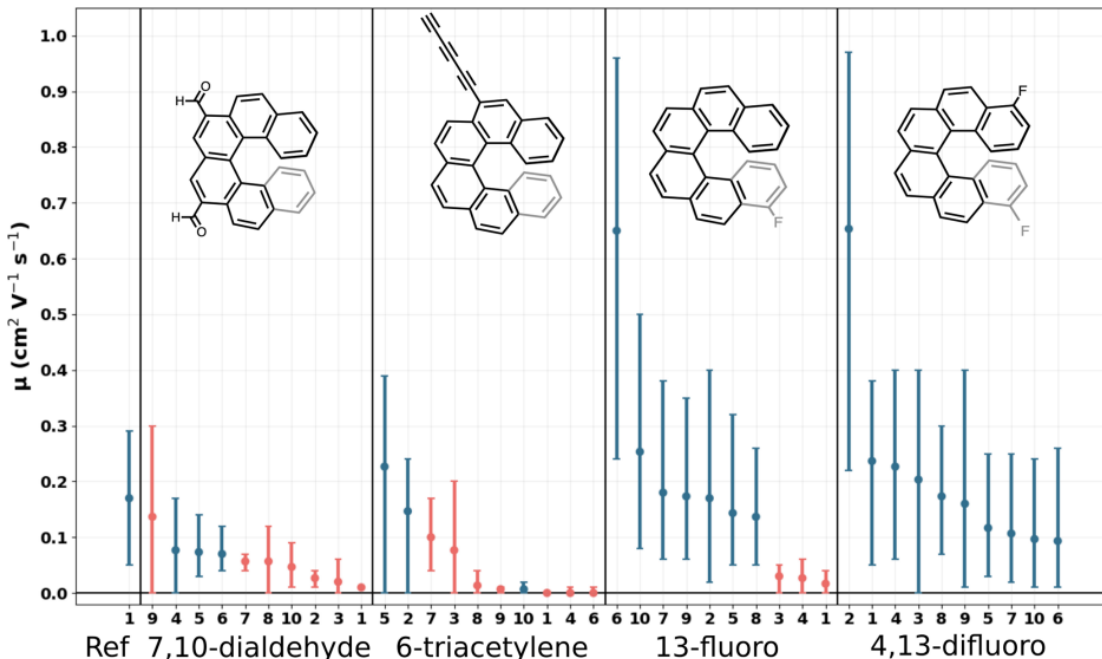 1.0
0.9
0.8
0.7
0.6
0.5
0.4
0.3
0.2
0.1
0.0
μ (cm² V⁻¹ s⁻¹)
H O
H O
F
F
F
F
1 9 4 5 6 7 8 10 2 3 1 5 2 7 3 8 9 10 1 4 6 6 10 7 9 2 5 8 3 4 1 2 1 4 3 8 9 5 7 10 6
Ref 7,10-dialdehyde 6-triacetylene 13-fluoro 4,13-difluoro